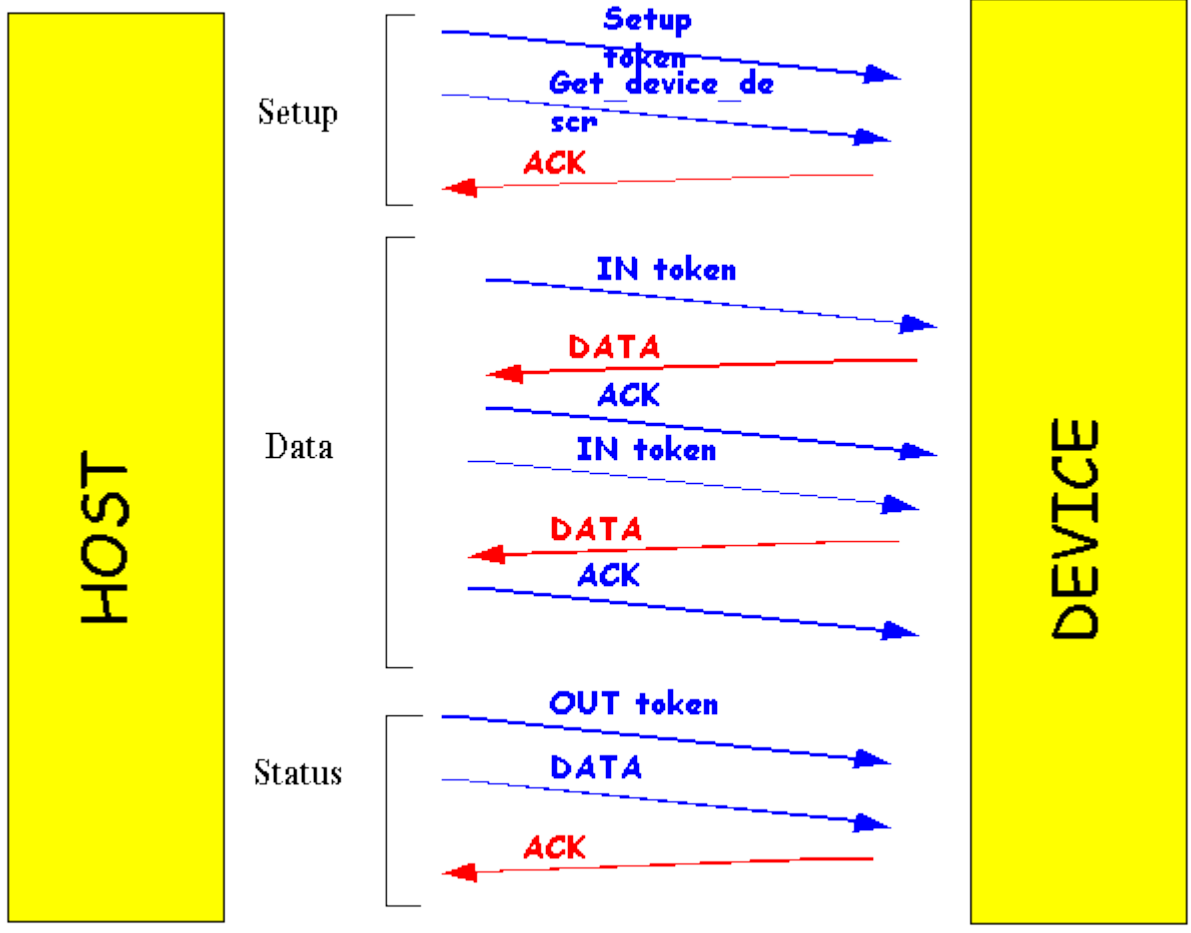 Setup
token
Get_device_de
scr
Setup
ACK
IN token
DATA
ACK
Data
IN token
DATA
ACK
HOST
DEVICE
OUT token
DATA
Status
ACK